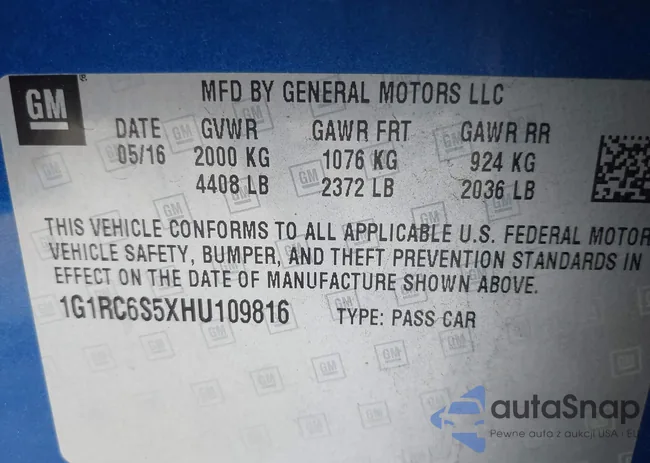 GM
MFD BY GENERAL MOTORS LLC
DATE GVWR GAWR FRT GAWR RR
05/16 2000 KG 1076 KG 924 KG
4408 LB 2372 LB 2036 LB
THIS VEHICLE CONFORMS TO ALL APPLICABLE U.S. FEDERAL MOTOR
VEHICLE SAFETY, BUMPER, AND THEFT PREVENTION STANDARDS IN
EFFECT ON THE DATE OF MANUFACTURE SHOWN ABOVE.
1G1RC6S5XHU109816 TYPE: PASS CAR
autaSnap
Pewne auto z aukcji USA - EU